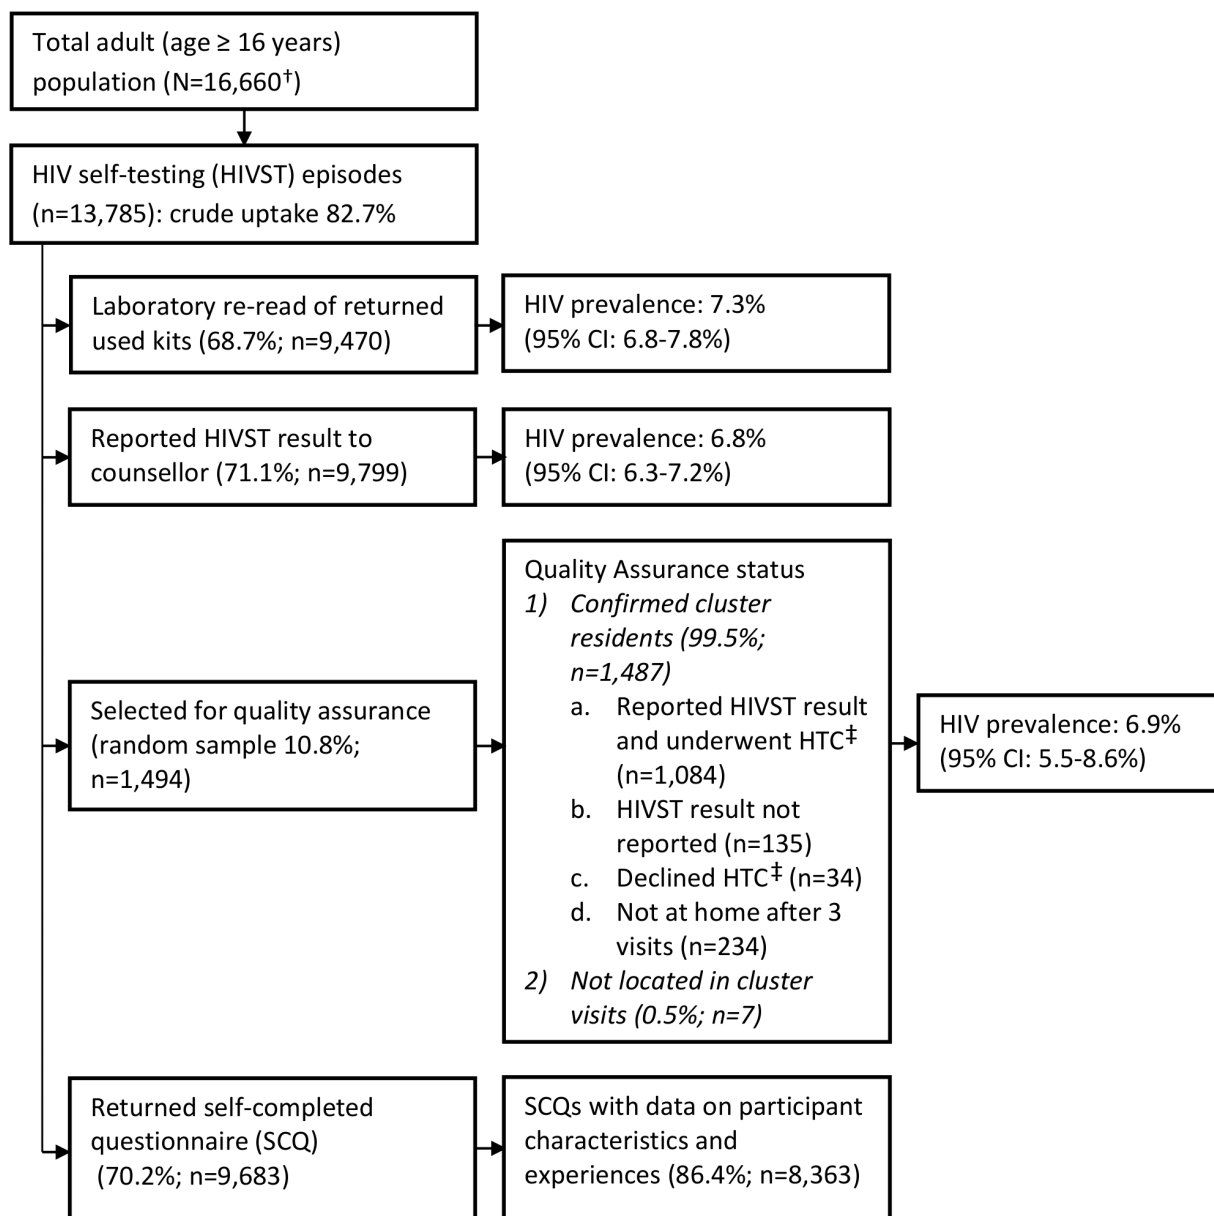 Total adult (age ≥ 16 years)
population (N=16,660†)
HIV self-testing (HIVST) episodes
(n=13,785): crude uptake 82.7%
Laboratory re-read of returned
used kits (68.7%; n=9,470)
HIV prevalence: 7.3%
(95% CI: 6.8-7.8%)
Reported HIVST result to
counsellor (71.1%; n=9,799)
HIV prevalence: 6.8%
(95% CI: 6.3-7.2%)
Selected for quality assurance
(random sample 10.8%;
n=1,494)
Quality Assurance status
1) Confirmed cluster
residents (99.5%;
n=1,487)
a. Reported HIVST result
and underwent HTC‡
(n=1,084)
b. HIVST result not
reported (n=135)
c. Declined HTC‡ (n=34)
d. Not at home after 3
visits (n=234)
2) Not located in cluster
visits (0.5%; n=7)
HIV prevalence: 6.9%
(95% CI: 5.5-8.6%)
Returned self-completed
questionnaire (SCQ)
(70.2%; n=9,683)
SCQs with data on participant
characteristics and
experiences (86.4%; n=8,363)